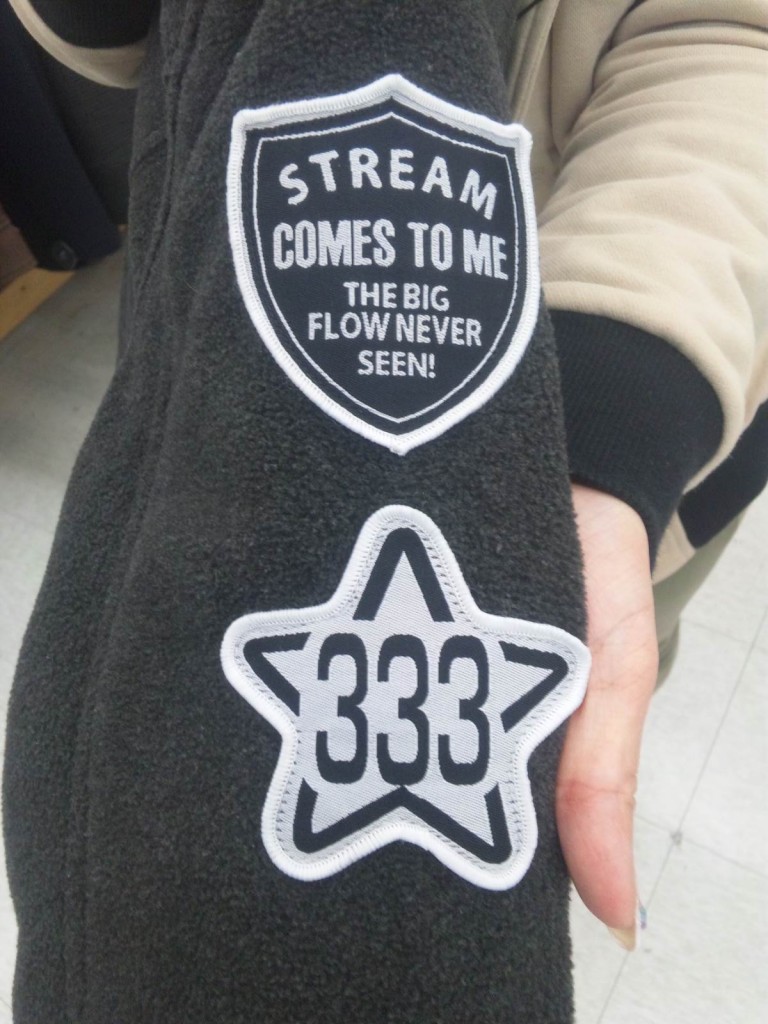 STREAM
COMES TO ME
THE BIG
FLOW NEVER
SEEN!
333